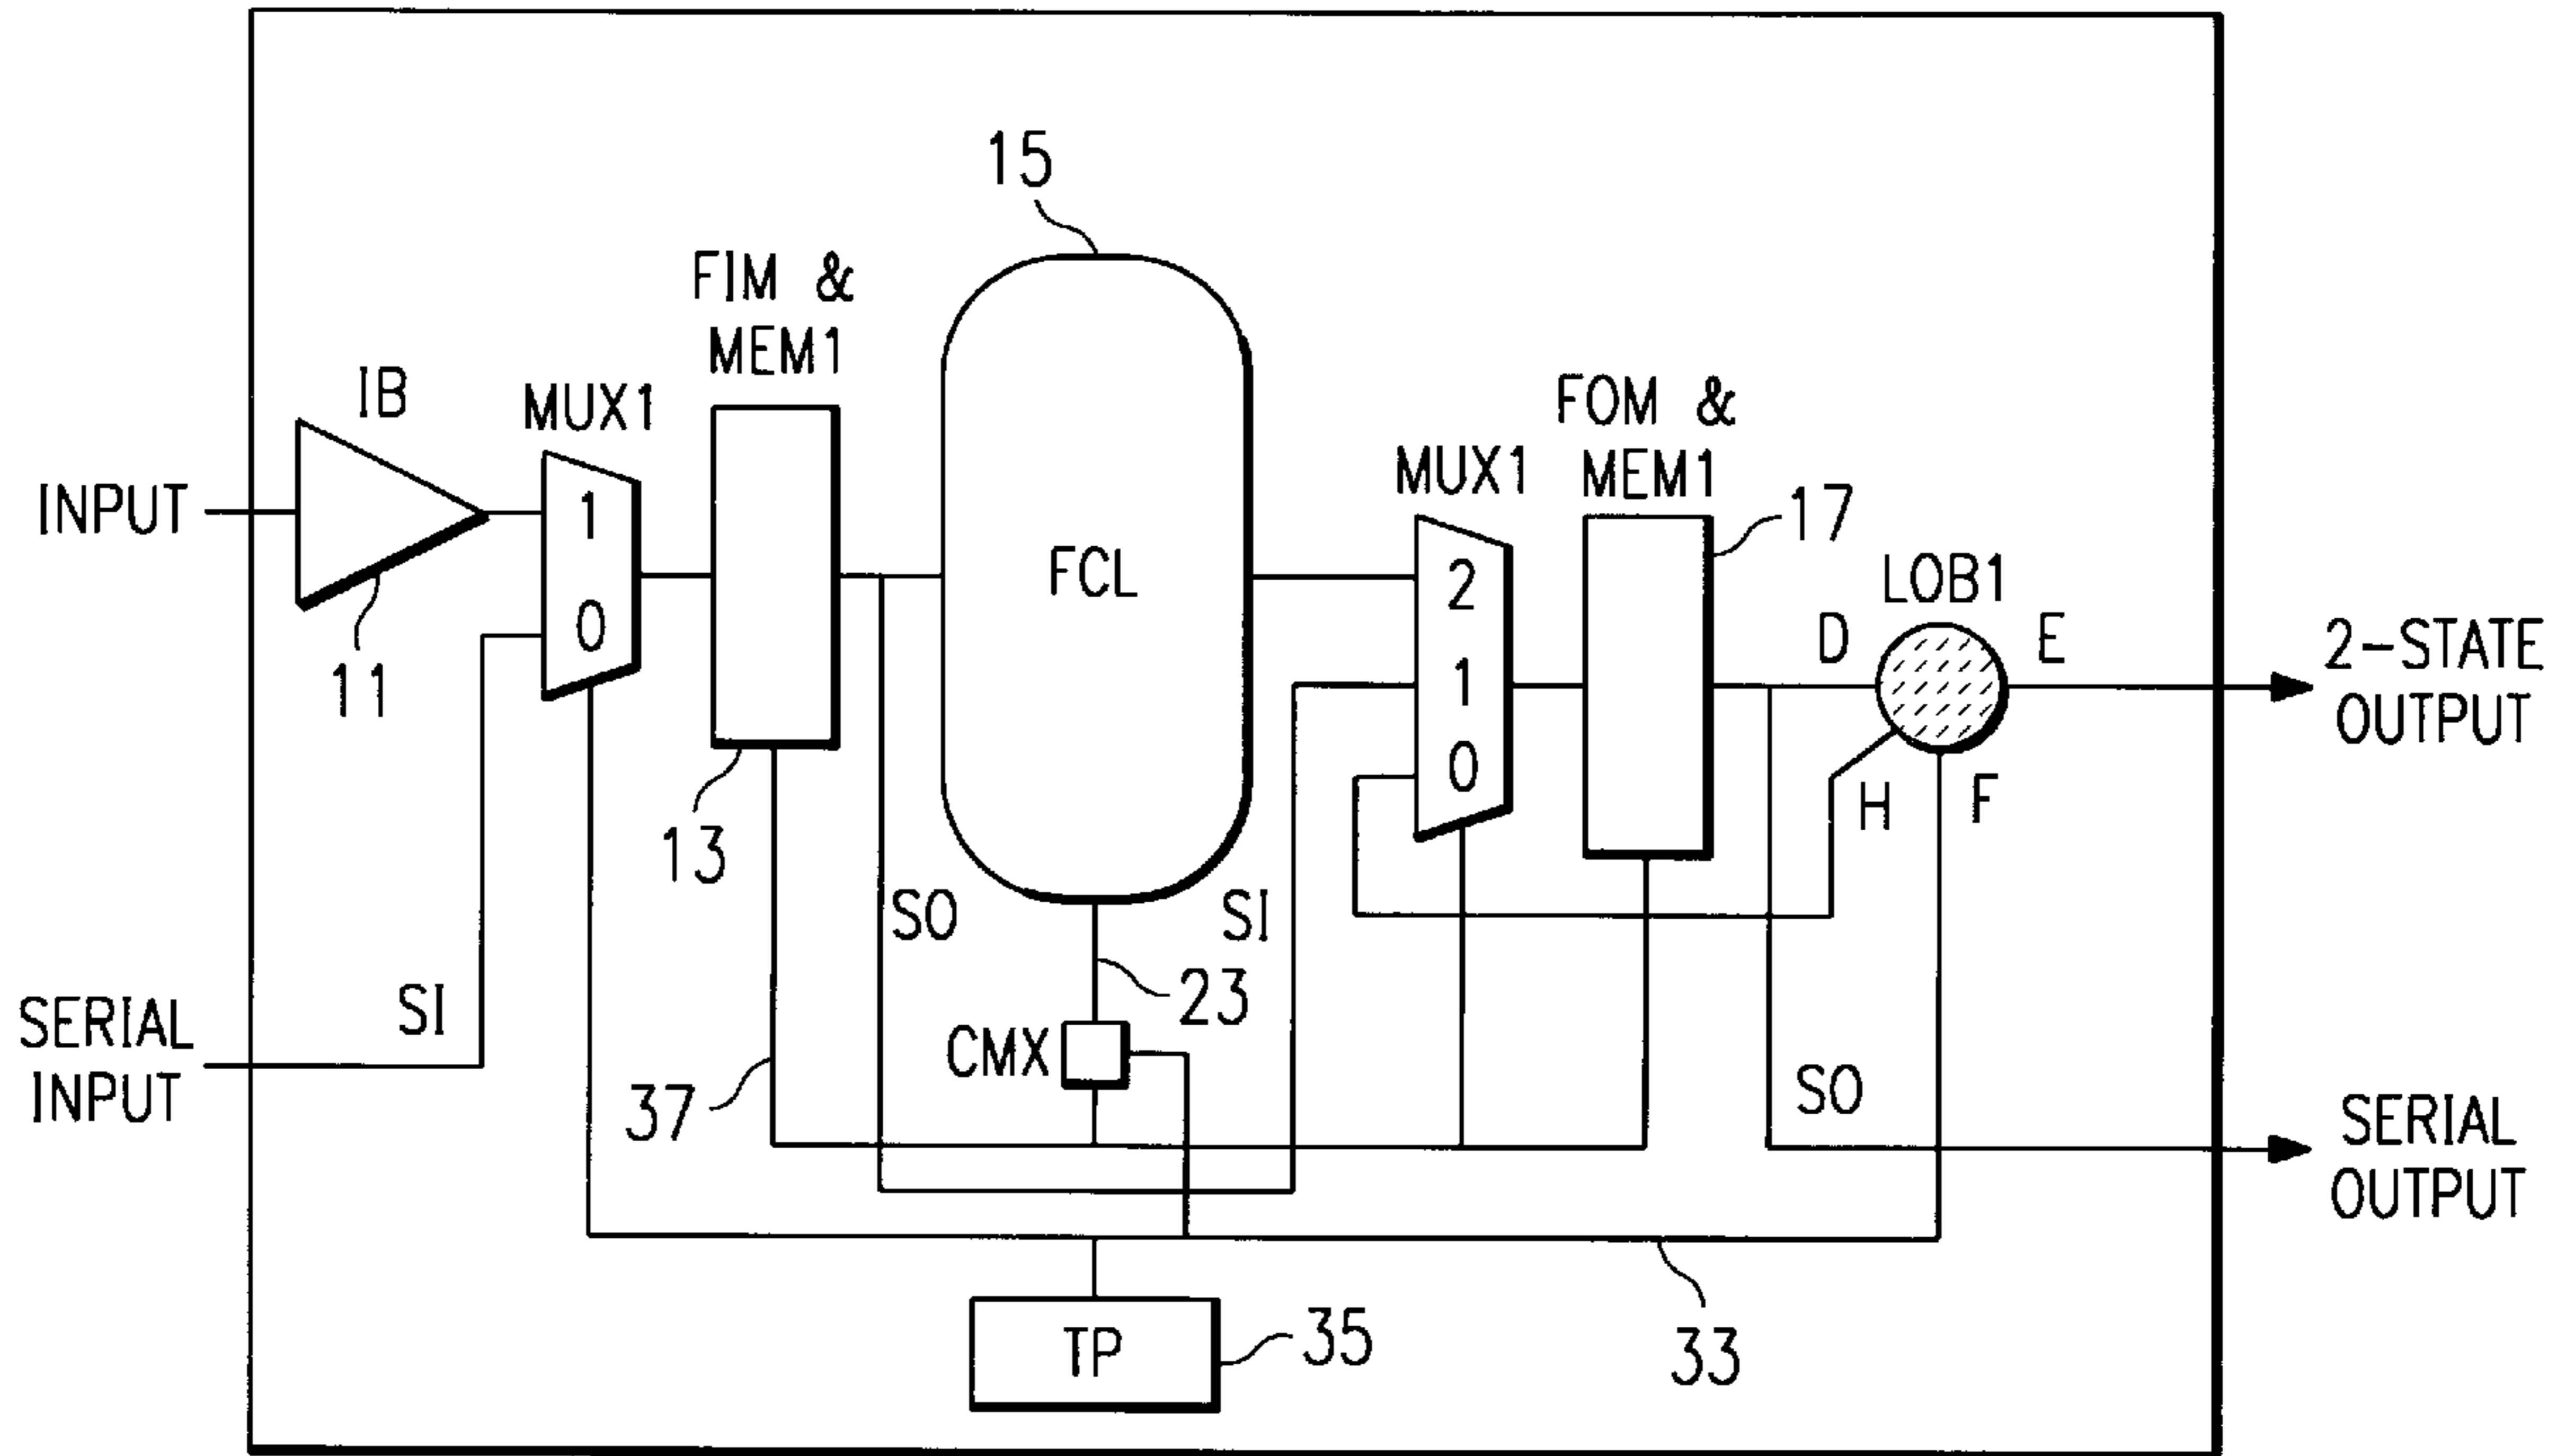 15
FIM &
MEM1
IB
MUX1
FOM &
MEM1
MUX1
17
INPUT
1
0
FCL
2
1
0
LOB1
D
E
2-STATE
OUTPUT
11
13
H
F
SO
SI
23
SI
SERIAL
INPUT
CMX
37
SO
SERIAL
OUTPUT
TP
35
33